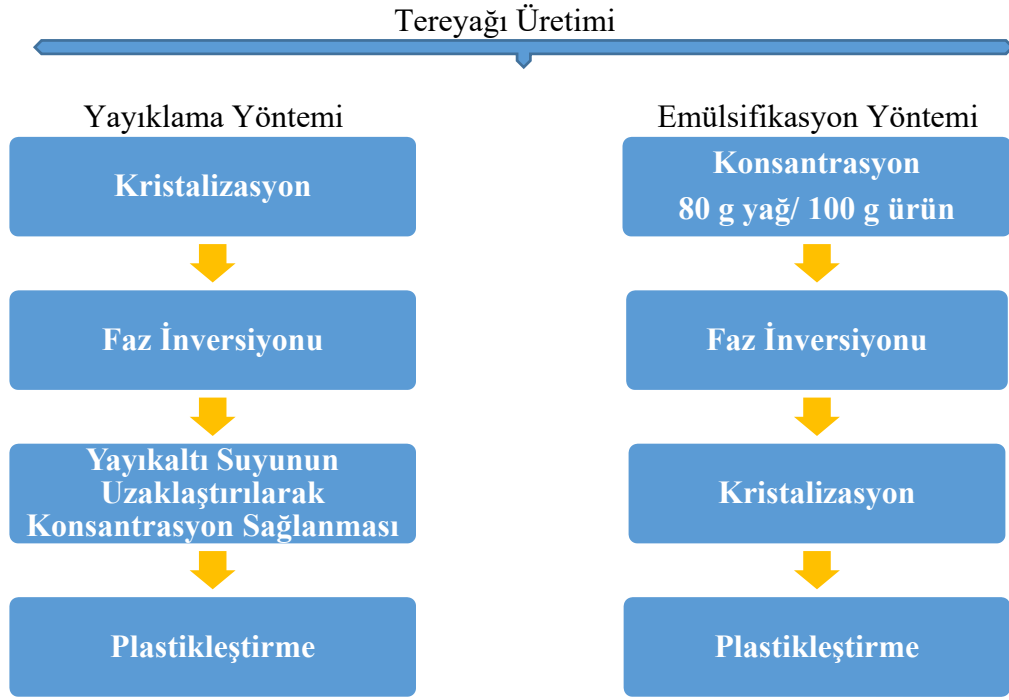 Tereyağı Üretimi
Yayıklama Yöntemi
Kristalizasyon
Faz İnversiyonu
Yayıkaltı Suyunun
Uzaklaştırılarak
Konsantrasyon Sağlanması
Plastikleştirme
Emülsifikasyon Yöntemi
Konsantrasyon
80 g yağ/ 100 g ürün
Faz İnversiyonu
Kristalizasyon
Plastikleştirme